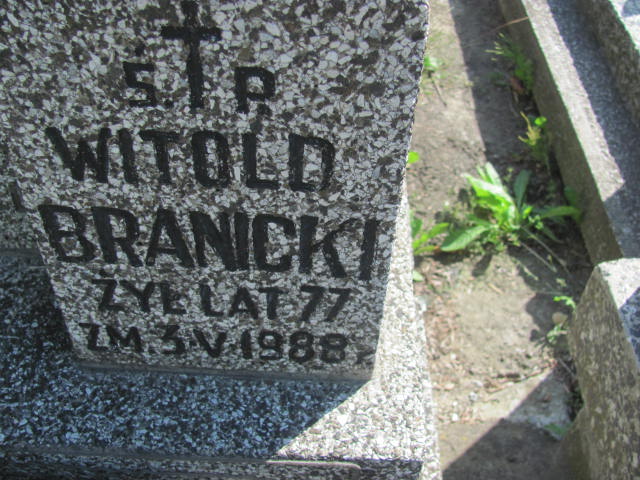 Ś. P.
WITOLD
BRANICKI
ŻYŁ LAT 77
ZM. 3·V·1988